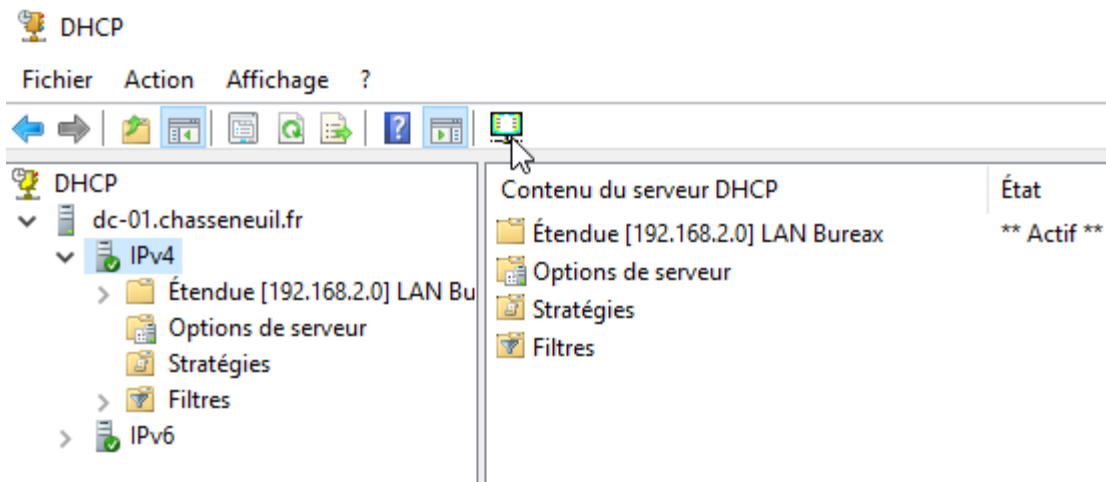 DHCP
Fichier Action Affichage ?
DHCP
dc-01.chasseneuil.fr
IPv4
Étendue [192.168.2.0] LAN Bu
Options de serveur
Stratégies
Filtres
IPv6
Contenu du serveur DHCP État
Étendue [192.168.2.0] LAN Bureax ** Actif **
Options de serveur
Stratégies
Filtres